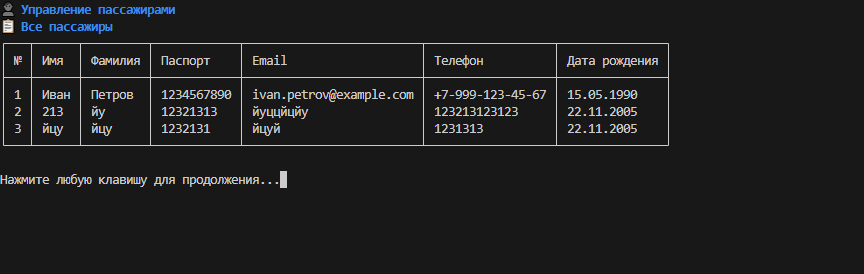 Управление пассажирами
Все пассажиры
№ Имя Фамилия Паспорт Email Телефон Дата рождения
1 Иван Петров 1234567890 ivan.petrov@example.com +7-999-123-45-67 15.05.1990
2 213 йу 12321313 йуццйцйу 123213123123 22.11.2005
3 йцу йцу 1232131 йцуй 1231313 22.11.2005
Нажмите любую клавишу для продолжения...